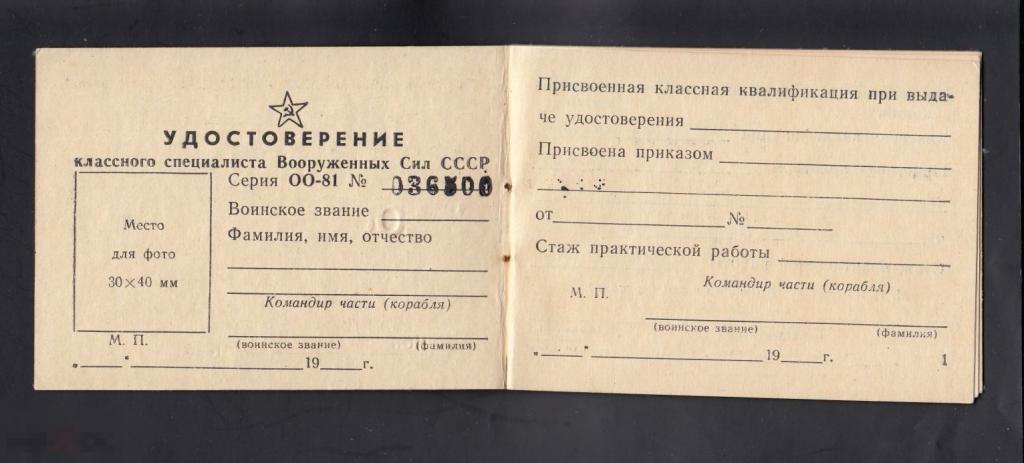 УДОСТОВЕРЕНИЕ
классного специалиста Вооруженных Сил СССР
Серия ОО-81 №
Место
для фото
30×40 мм
Воинское звание
Фамилия, имя, отчество
Командир части (корабля)
М. П.
(воинское звание) (фамилия)
„ “ 19 г.
Присвоенная классная квалификация при выда-
че удостоверения
Присвоена приказом
от №
Стаж практической работы
Командир части (корабля)
М. П.
(воинское звание) (фамилия)
„ “ 19 г.
1